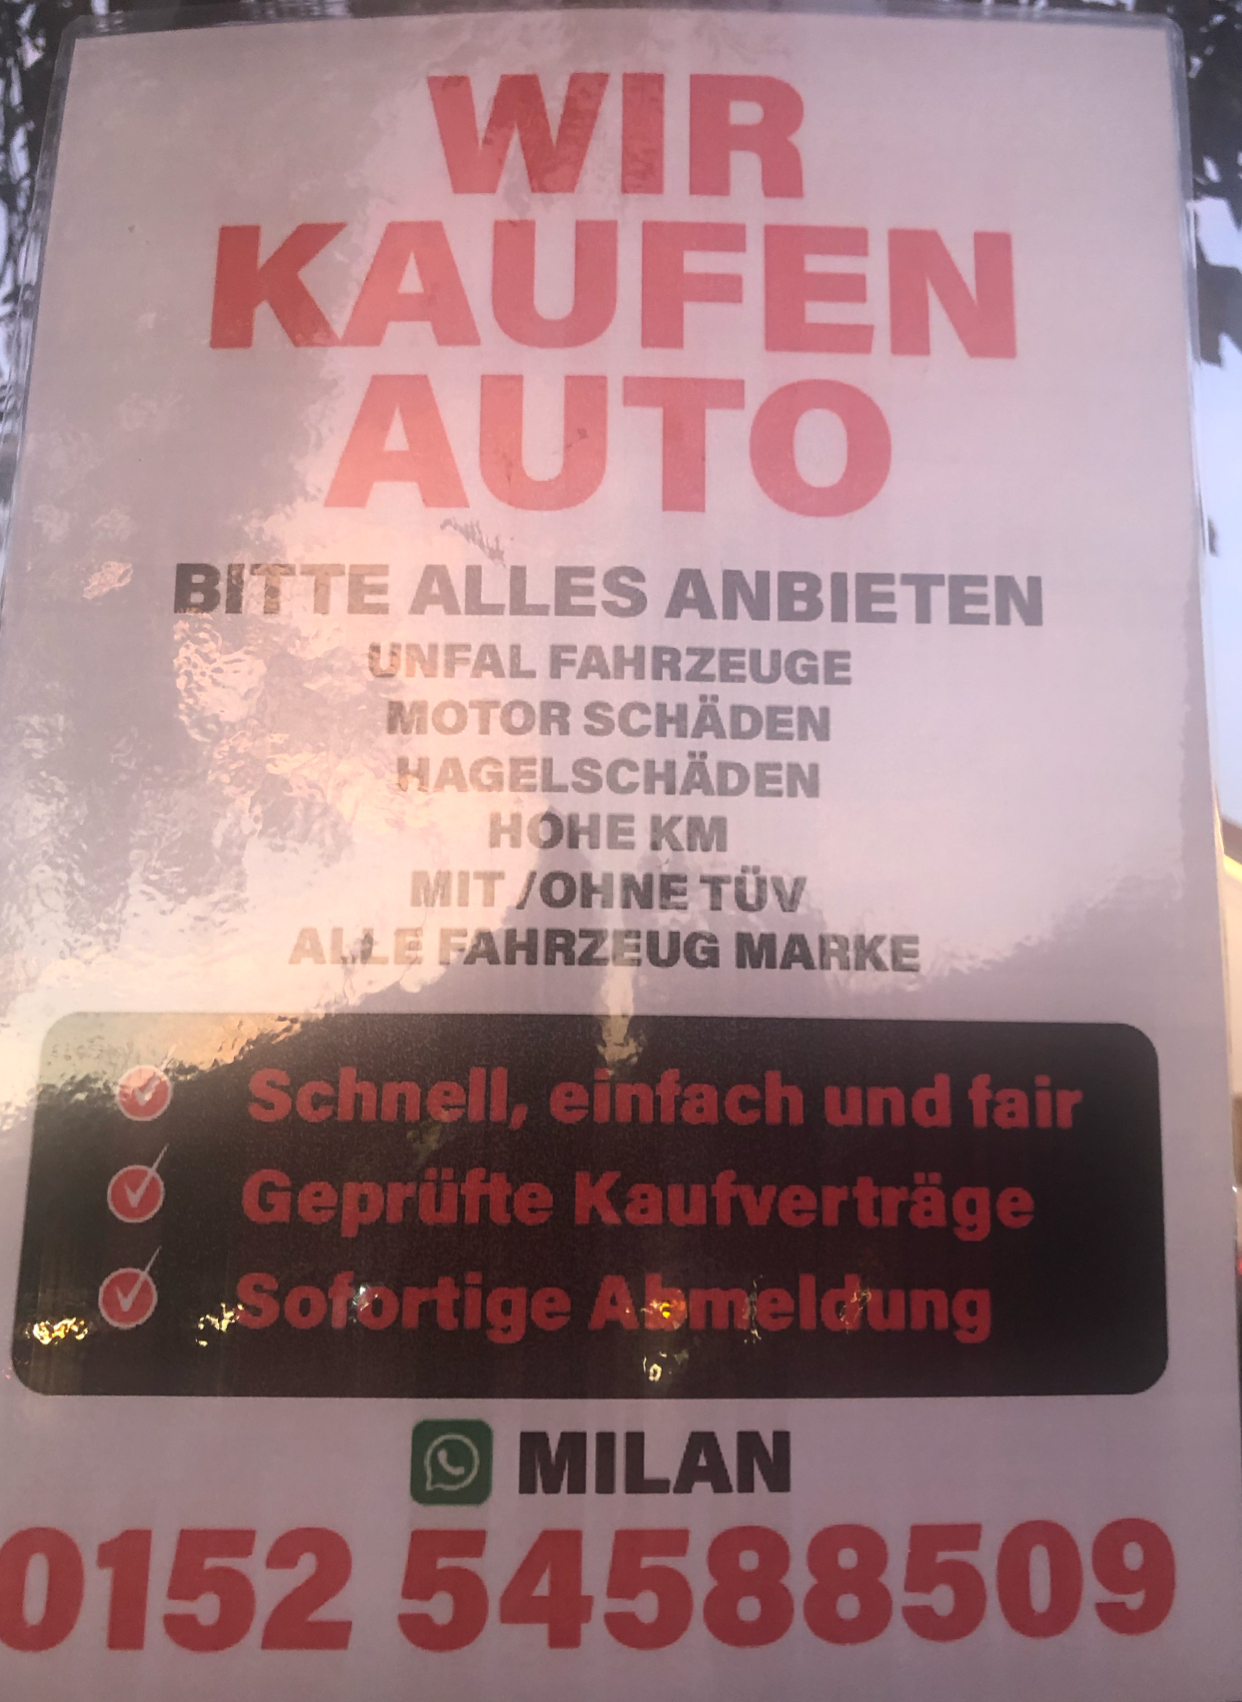 WIR
KAUFEN
AUTO
BITTE ALLES ANBIETEN
UNFAL FAHRZEUGE
MOTOR SCHÄDEN
HAGELSCHÄDEN
HOHE KM
MIT /OHNE TÜV
ALLE FAHRZEUG MARKE
Schnell, einfach und fair
Geprüfte Kaufverträge
Sofortige Abmeldung
MILAN
0152 54588509